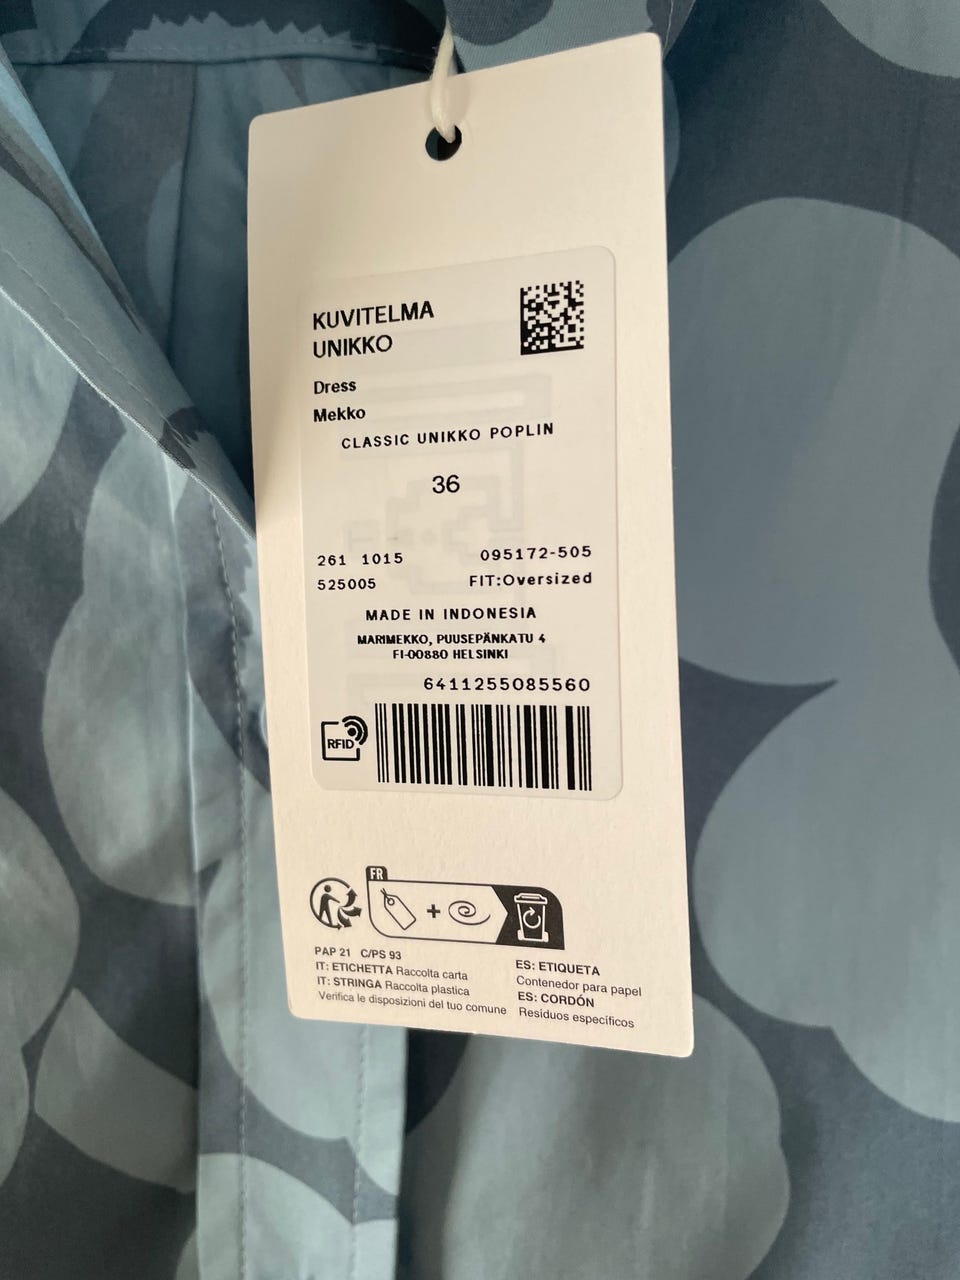 KUVITELMA
UNIKKO
Dress
Mekko
CLASSIC UNIKKO POPLIN
36
261 1015 095172-505
525005 FIT:Oversized
MADE IN INDONESIA
MARIMEKKO, PUUSEPÄNKATU 4
FI-00880 HELSINKI
6411255085560
RFID
FR
+
PAP 21 C/PS 93
IT: ETICHETTA Raccolta carta
IT: STRINGA Raccolta plastica
Verifica le disposizioni del tuo comune
ES: ETIQUETA
Contenedor para papel
ES: CORDÓN
Residuos específicos